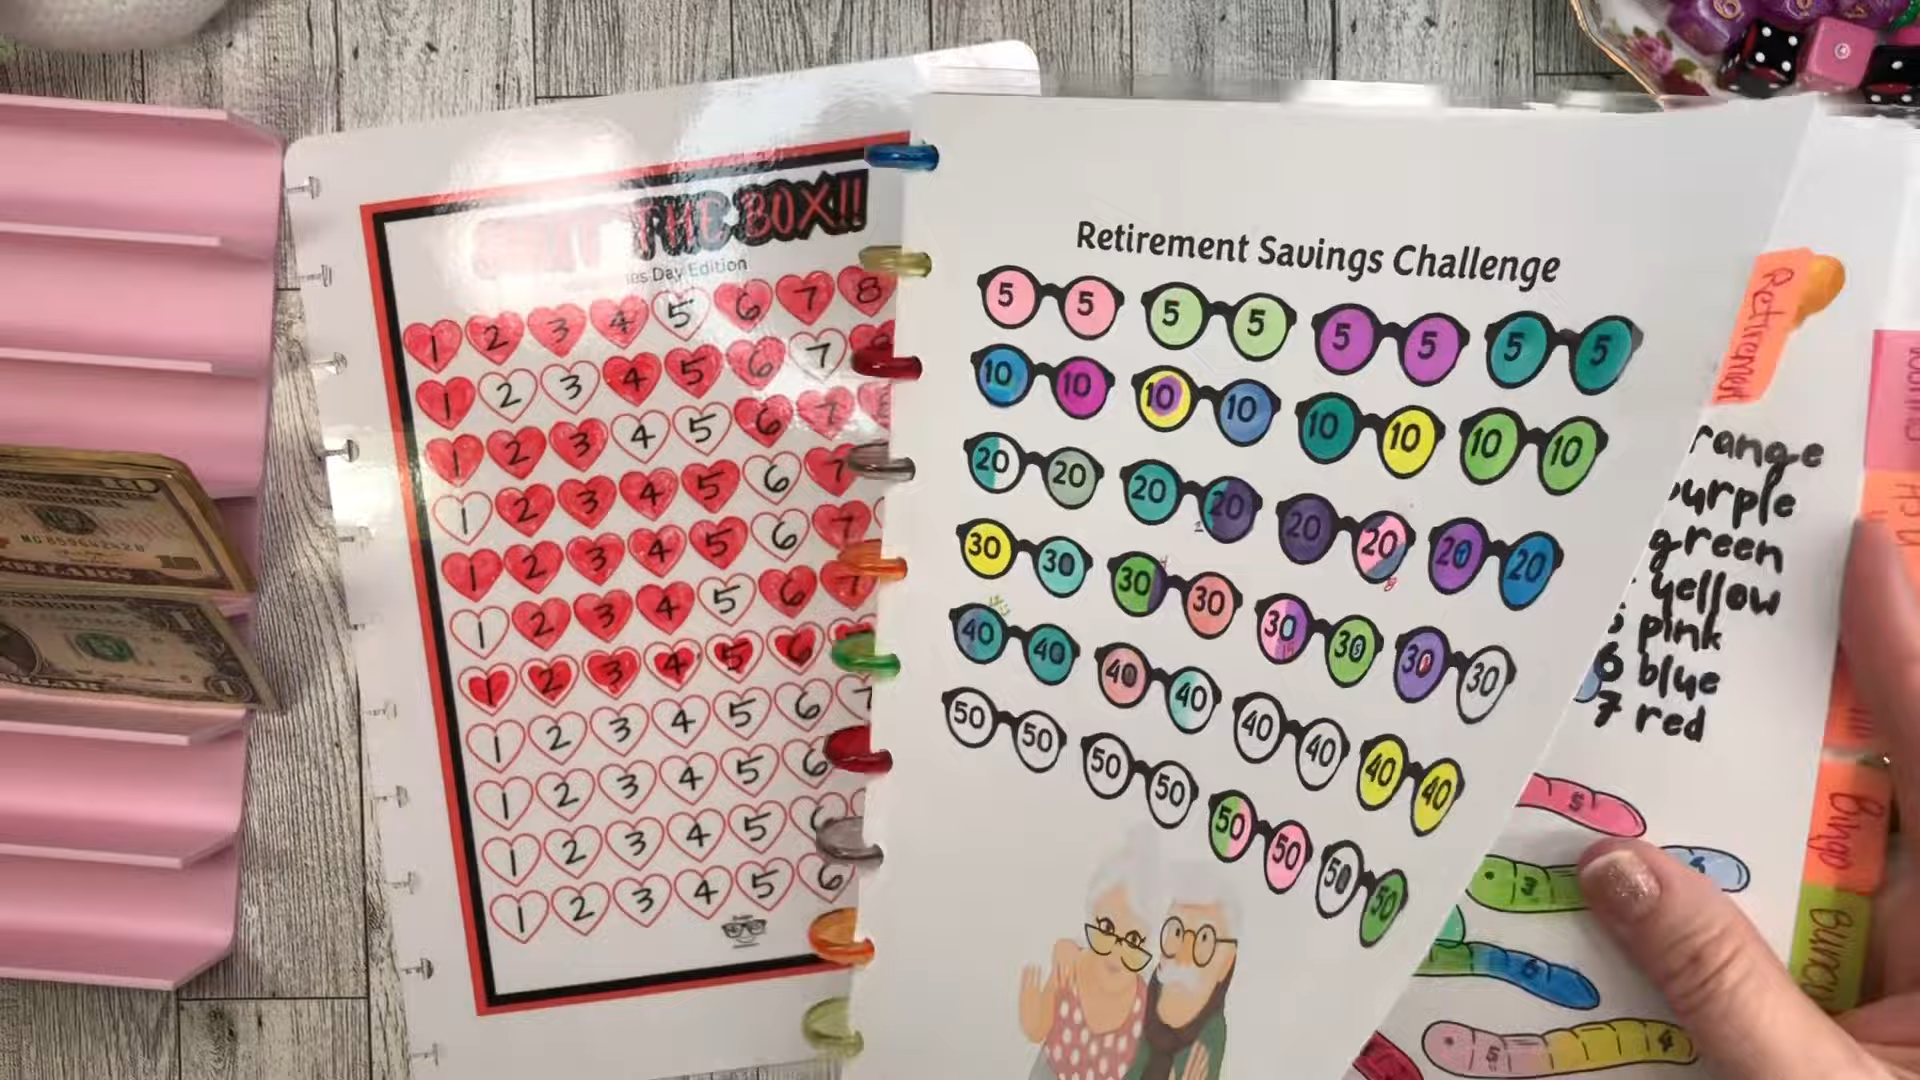 THE BOX!!
Day Edition
1 2 3 4 5 6 7 8
1 2 3 4 5 6 7
1 2 3 4 5 6 7
1 2 3 4 5 6 7
1 2 3 4 5 6 7
1 2 3 4 5 6 7
1 2 3 4 5 6
1 2 3 4 5 6 7
1 2 3 4 5 6
1 2 3 4 5
1 2 3 4 5 6
Retirement Savings Challenge
5 5 5 5 5 5 5 5
10 10 10 10 10 10 10 10
20 20 20 20 20 20 20 20
30 30 30 30 30 30 30 30
40 40 40 40 40 40 40 40
50 50 50 50 50 50 50 50
Retirement
green
yellow
pink
6 blue
7 red
5
3
6
5 4
Bingo